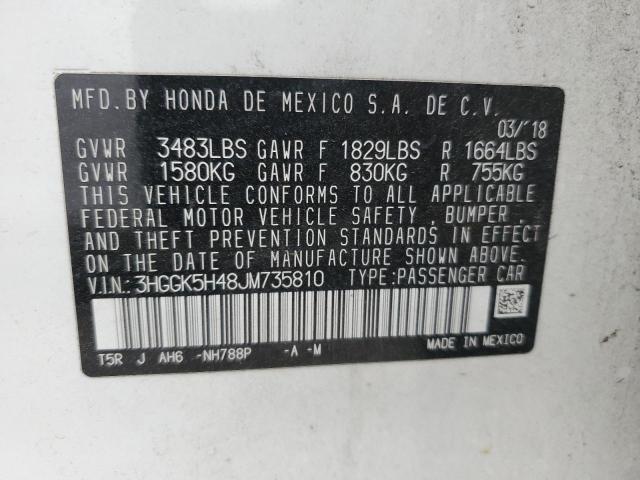 MFD. BY HONDA DE MEXICO S.A. DE C.V.
03/'18
GVWR 3483LBS GAWR F 1829LBS R 1664LBS
GVWR 1580KG GAWR F 830KG R 755KG
THIS VEHICLE CONFORMS TO ALL APPLICABLE
FEDERAL MOTOR VEHICLE SAFETY , BUMPER ,
AND THEFT PREVENTION STANDARDS IN EFFECT
ON THE DATE OF MANUFACTURE SHOWN ABOVE.
V.I.N.:3HGGK5H48JM735810 TYPE:PASSENGER CAR
T5R J AH6 -NH788P -A -M
MADE IN MEXICO